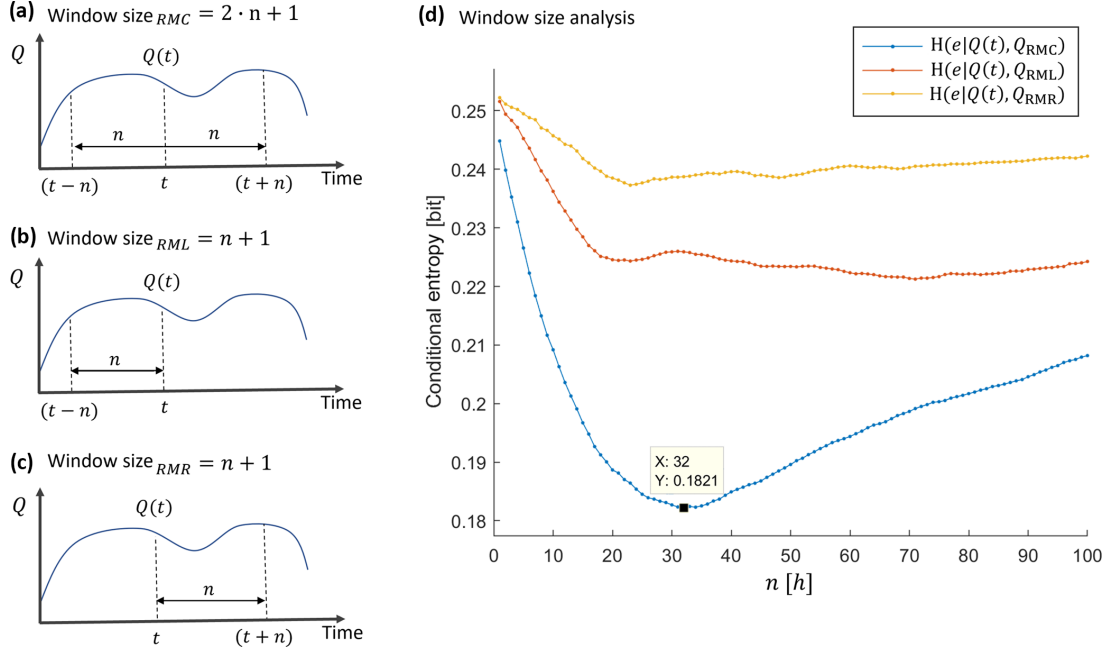 (a) Window size RMC = 2 · n + 1
Q
Q(t)
n n
(t − n) t (t + n) Time
(b) Window size RML = n + 1
Q
Q(t)
n
(t − n) t Time
(c) Window size RMR = n + 1
Q
Q(t)
n
t (t + n) Time
(d) Window size analysis
H(e|Q(t), QRMC)
H(e|Q(t), QRML)
H(e|Q(t), QRMR)
Conditional entropy [bit]
0.25
0.24
0.23
0.22
0.21
0.2
0.19
0.18
X: 32
Y: 0.1821
0 10 20 30 40 50 60 70 80 90 100
n [h]